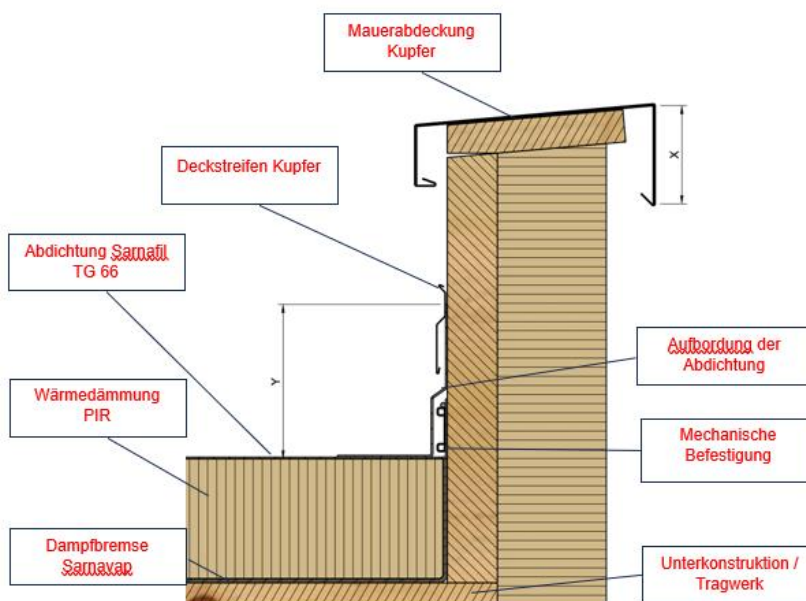 Mauerabdeckung
Kupfer
Deckstreifen Kupfer
X
Abdichtung Sarnafil
TG 66
Y
Aufbordung der
Abdichtung
Wärmedämmung
PIR
Mechanische
Befestigung
Dampfbremse
Sarnavap
Unterkonstruktion /
Tragwerk